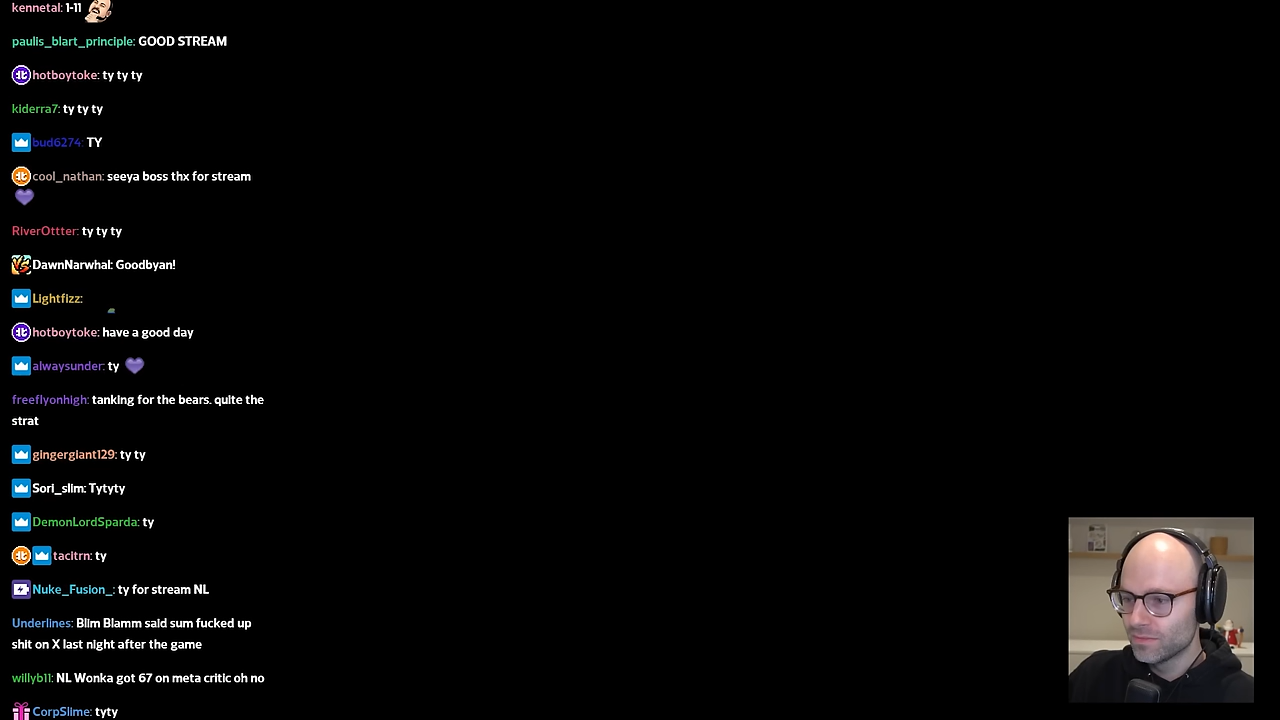 kennetal: 1-11
paulis_blart_principle: GOOD STREAM
hotboytoke: ty ty ty
kiderra7: ty ty ty
bud6274: TY
cool_nathan: seeya boss thx for stream
RiverOttter: ty ty ty
DawnNarwhal: Goodbyan!
Lightfizz:
hotboytoke: have a good day
alwaysunder: ty
freeflyonhigh: tanking for the bears. quite the
strat
gingergiant129: ty ty
Sori_slim: Tytyty
DemonLordSparda: ty
tacitrn: ty
Nuke_Fusion_: ty for stream NL
Underlines: Blim Blamm said sum fucked up
shit on X last night after the game
willyb11: NL Wonka got 67 on meta critic oh no
CorpSlime: tyty